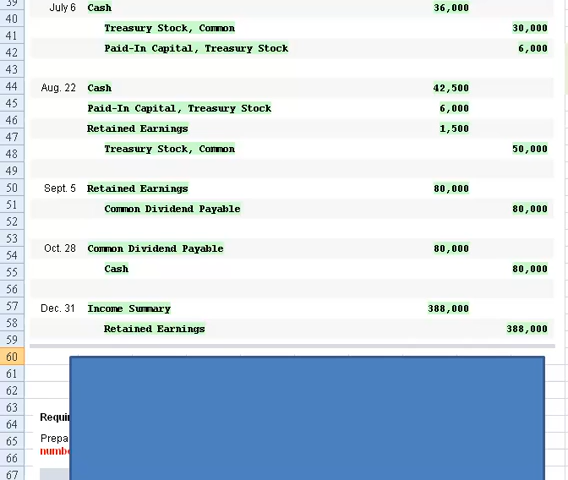 39
July 6 Cash 36,000
40 Treasury Stock, Common 30,000
41
42 Paid-In Capital, Treasury Stock 6,000
43
44 Aug. 22 Cash 42,500
45 Paid-In Capital, Treasury Stock 6,000
46 Retained Earnings 1,500
47
48 Treasury Stock, Common 50,000
49
50 Sept. 5 Retained Earnings 80,000
51 Common Dividend Payable 80,000
52
53
54 Oct. 28 Common Dividend Payable 80,000
55 Cash 80,000
56
57 Dec. 31 Income Summary 388,000
58 Retained Earnings 388,000
59
60
61
62
63
64 Requir
65 Prepa
66 numbe
67